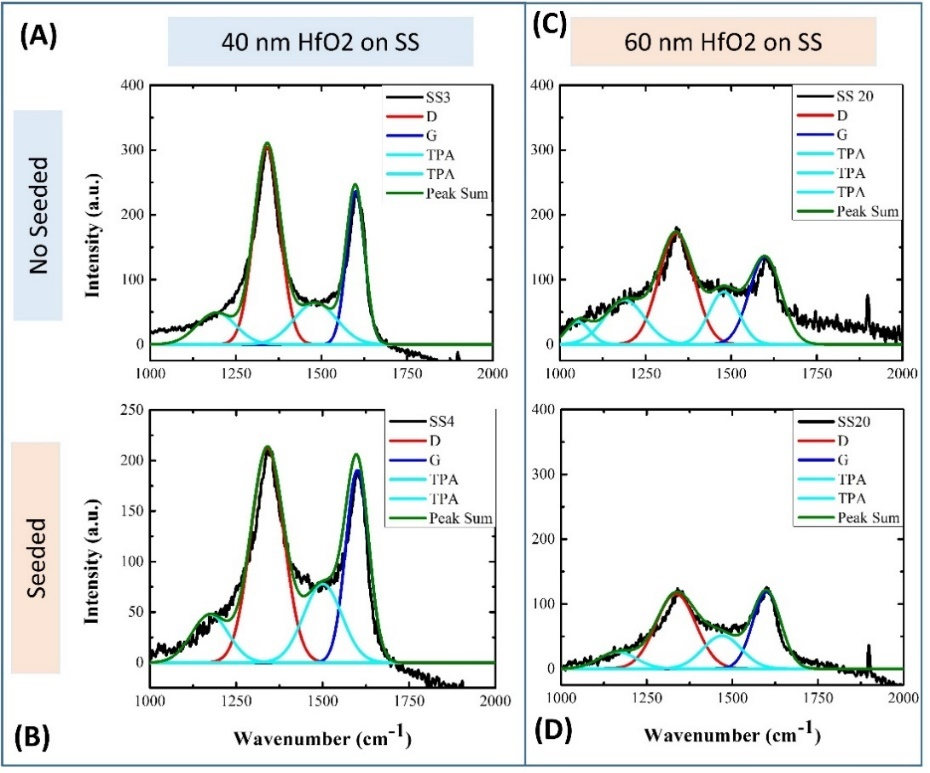 (A)
40 nm HfO2 on SS
(C)
60 nm HfO2 on SS
No Seeded
Seeded
400
300
200
100
0
Intensity (a.u.)
SS3
D
G
TPA
TPA
Peak Sum
1000
1250
1500
1750
2000
400
300
200
100
0
SS 20
D
G
TPA
TPA
TPA
Peak Sum
1000
1250
1500
1750
2000
250
200
150
100
50
0
Intensity (a.u.)
SS4
D
G
TPA
TPA
Peak Sum
1000
1250
1500
1750
2000
Wavenumber (cm-1)
(B)
400
300
200
100
0
SS20
D
G
TPA
TPA
Peak Sum
1000
1250
1500
1750
2000
Wavenumber (cm-1)
(D)